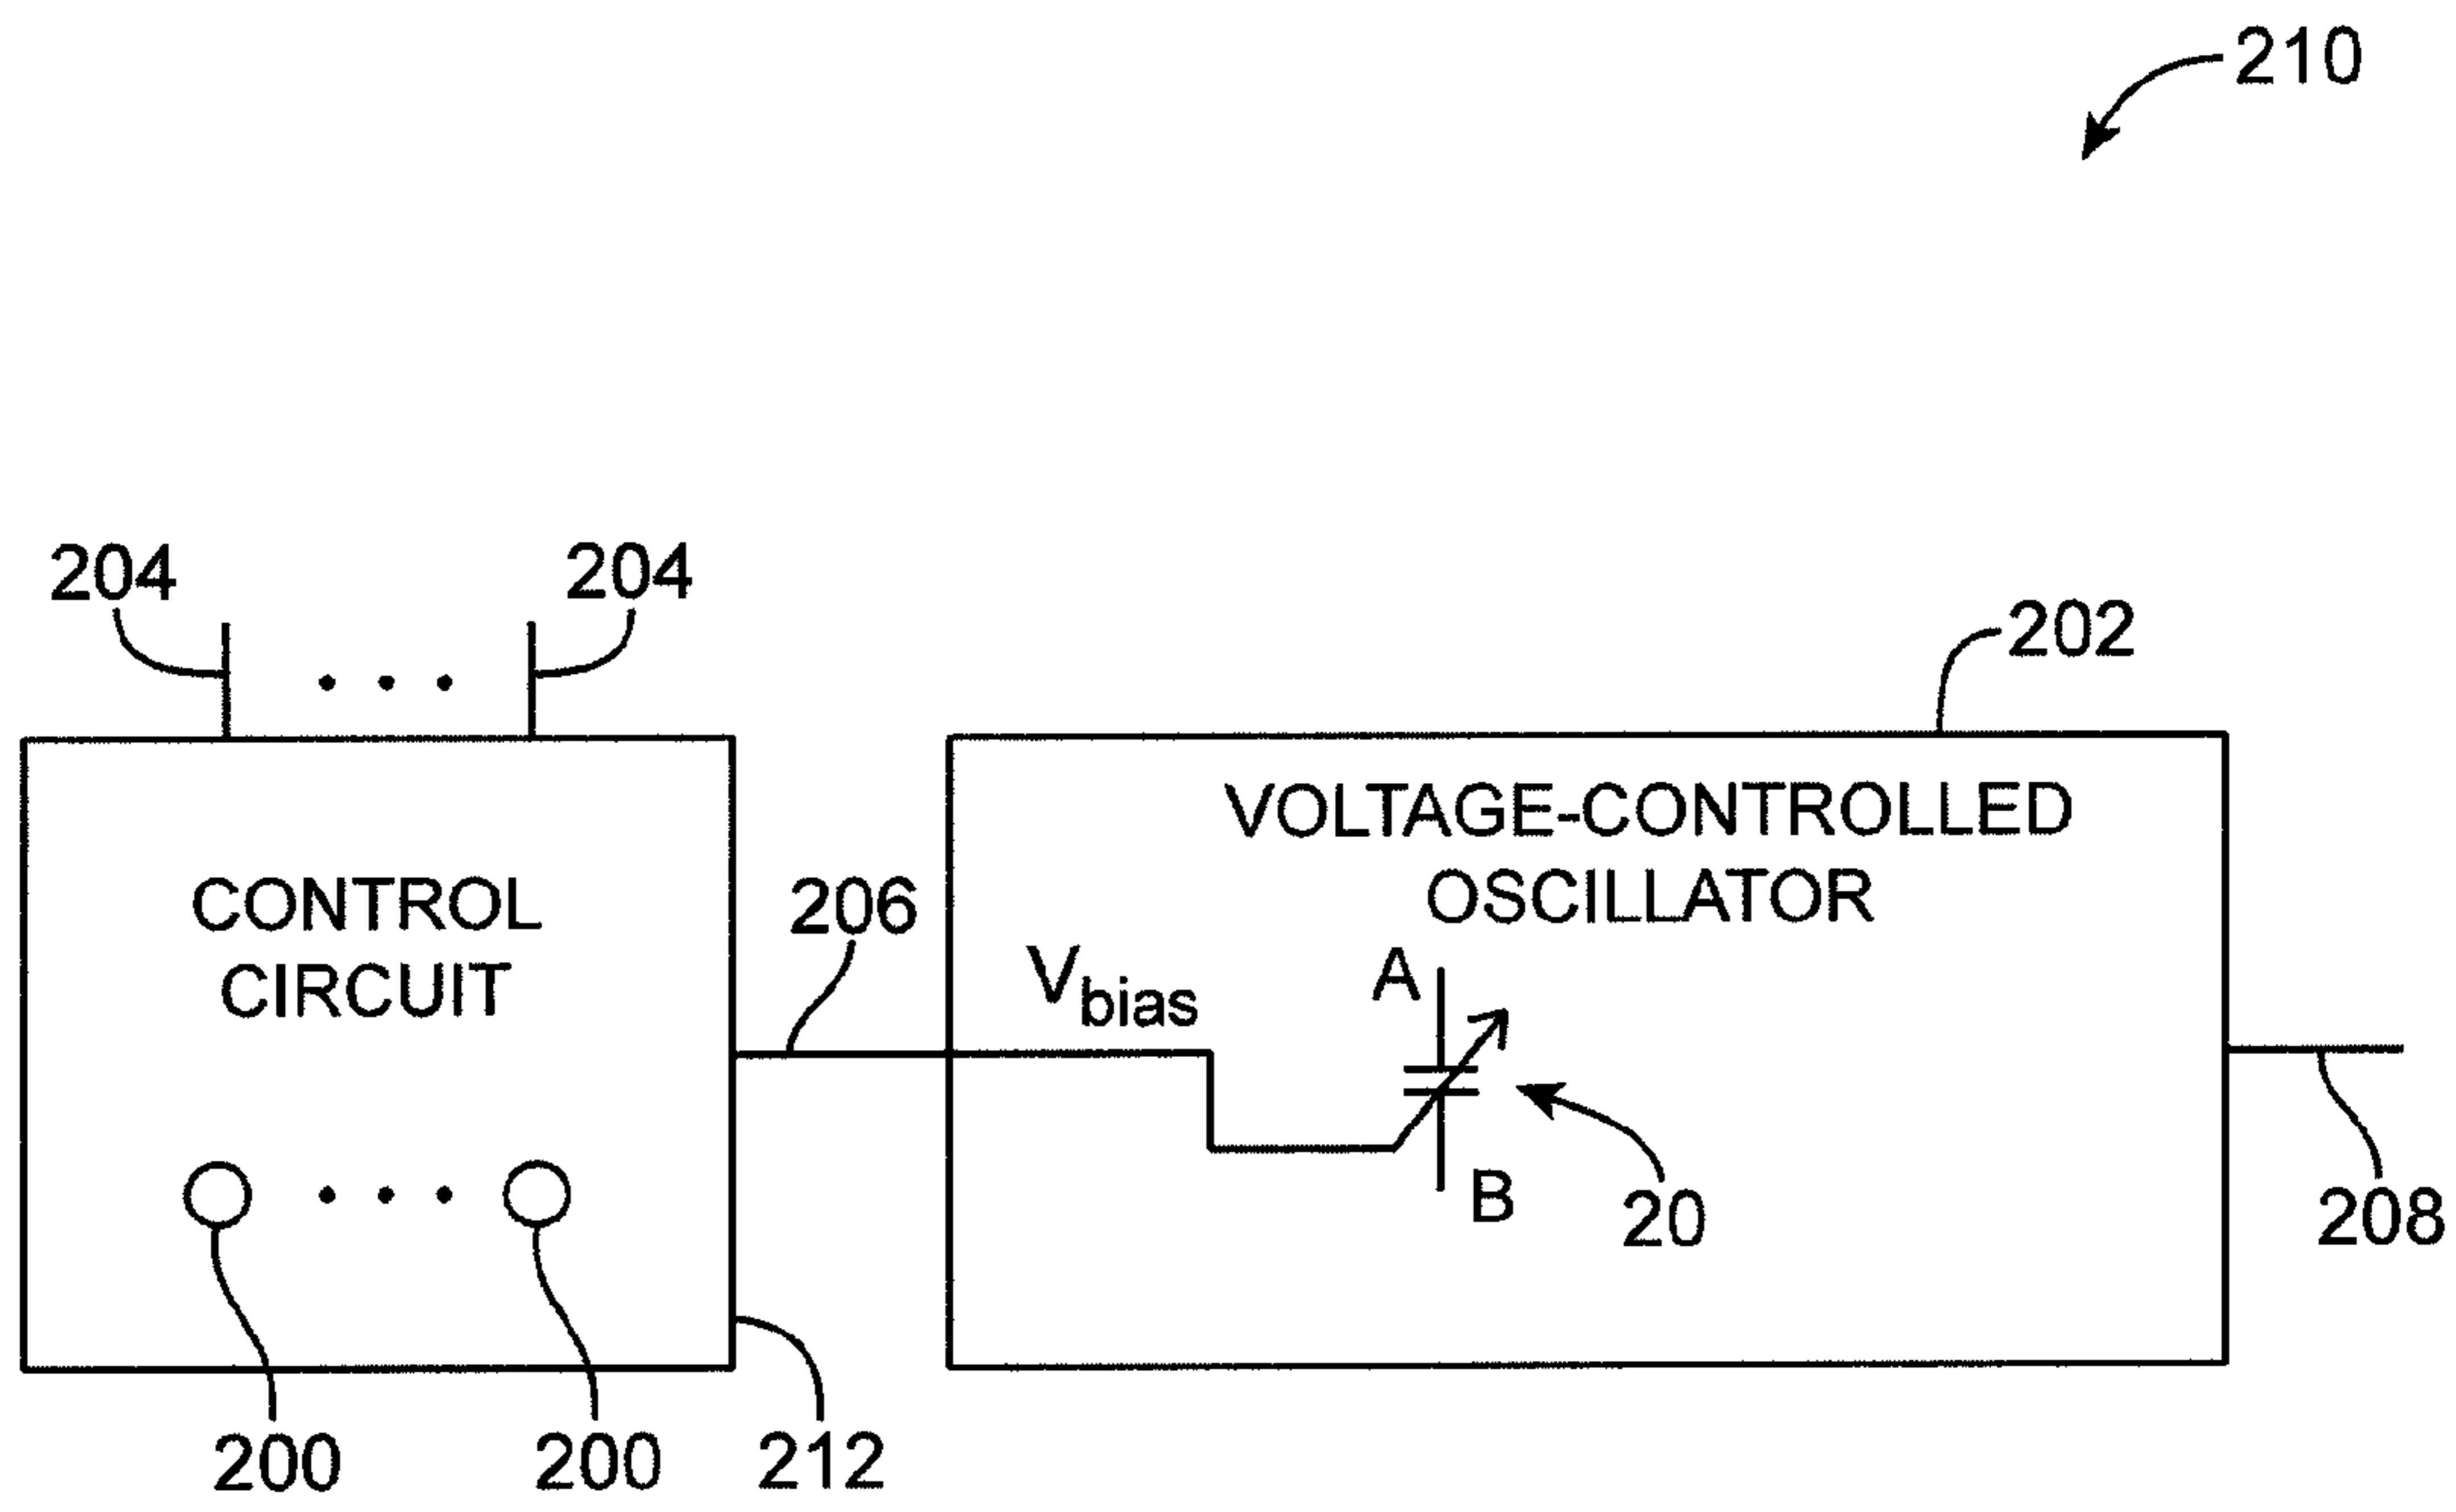 210
204
204
202
VOLTAGE-CONTROLLED
OSCILLATOR
CONTROL
CIRCUIT
206
Vbias
A
B
20
208
200
200
212